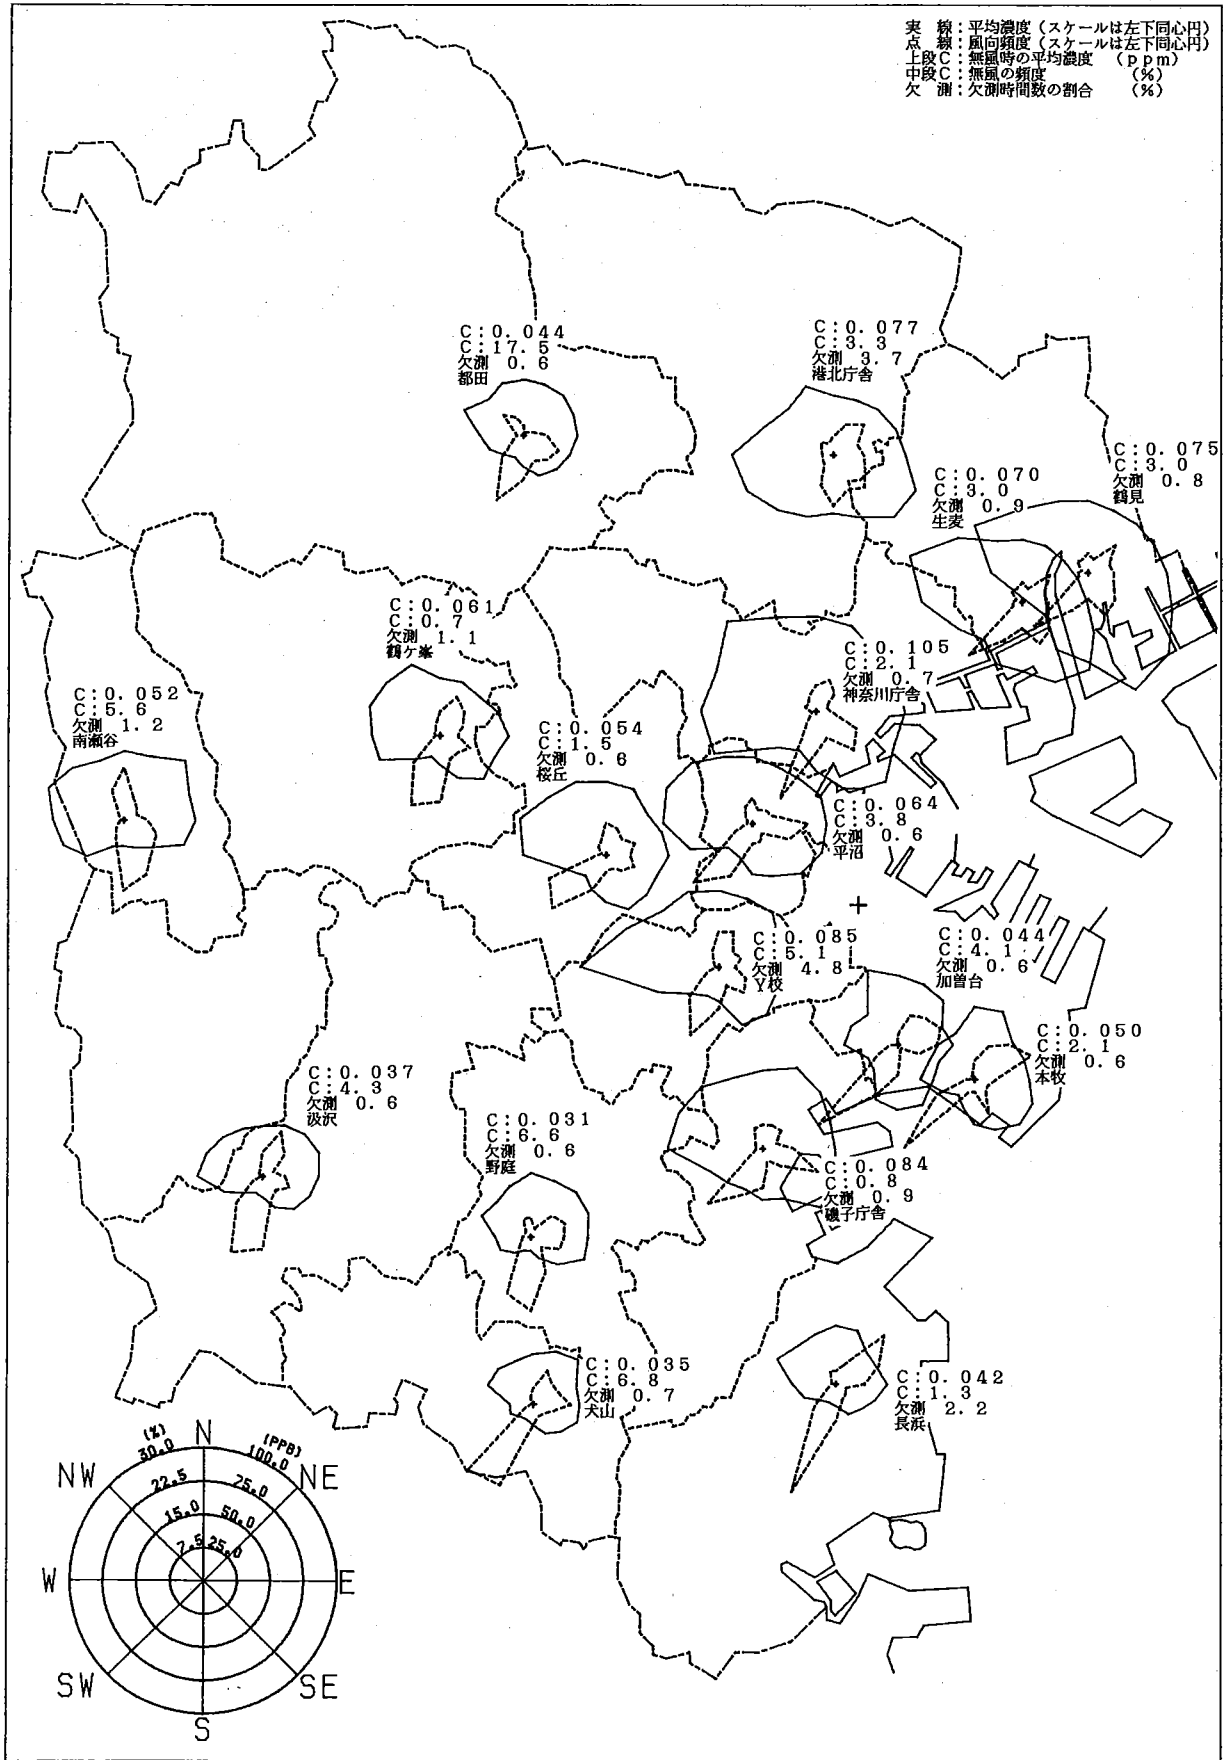 実　線：平均濃度（スケールは左下同心円）
点　線：風向頻度（スケールは左下同心円）
上段C：無風時の平均濃度　（ppm）
中段C：無風の頻度　（%）
欠　測：欠測時間数の割合　（%）
C：0.044
C：17.5
欠測 0.6
都田
C：0.077
C：3.3
欠測 3.7
港北庁舎
C：0.075
C：3.0
欠測 0.8
鶴見
C：0.070
C：3.0
欠測 0.9
生麦
C：0.061
C：0.7
欠測 1.1
鶴ケ峯
C：0.105
C：2.1
欠測 0.7
神奈川庁舎
C：0.052
C：5.6
欠測 1.2
南瀬谷
C：0.054
C：1.5
欠測 0.6
桜丘
C：0.064
C：3.8
欠測 0.6
平沼
C：0.085
C：5.1
欠測 4.8
Y校
C：0.044
C：4.1
欠測 0.6
加曽台
C：0.050
C：2.1
欠測 0.6
本牧
C：0.037
C：4.3
欠測 0.6
汲沢
C：0.031
C：6.6
欠測 0.6
野庭
C：0.084
C：0.8
欠測 0.9
磯子庁舎
C：0.035
C：6.8
欠測 0.7
犬山
C：0.042
C：1.3
欠測 2.2
長浜
(%) N (PPB)
30.0 100.0
NW NE
22.5 75.0
15.0 50.0
7.5 25.0
W E
SW SE
S